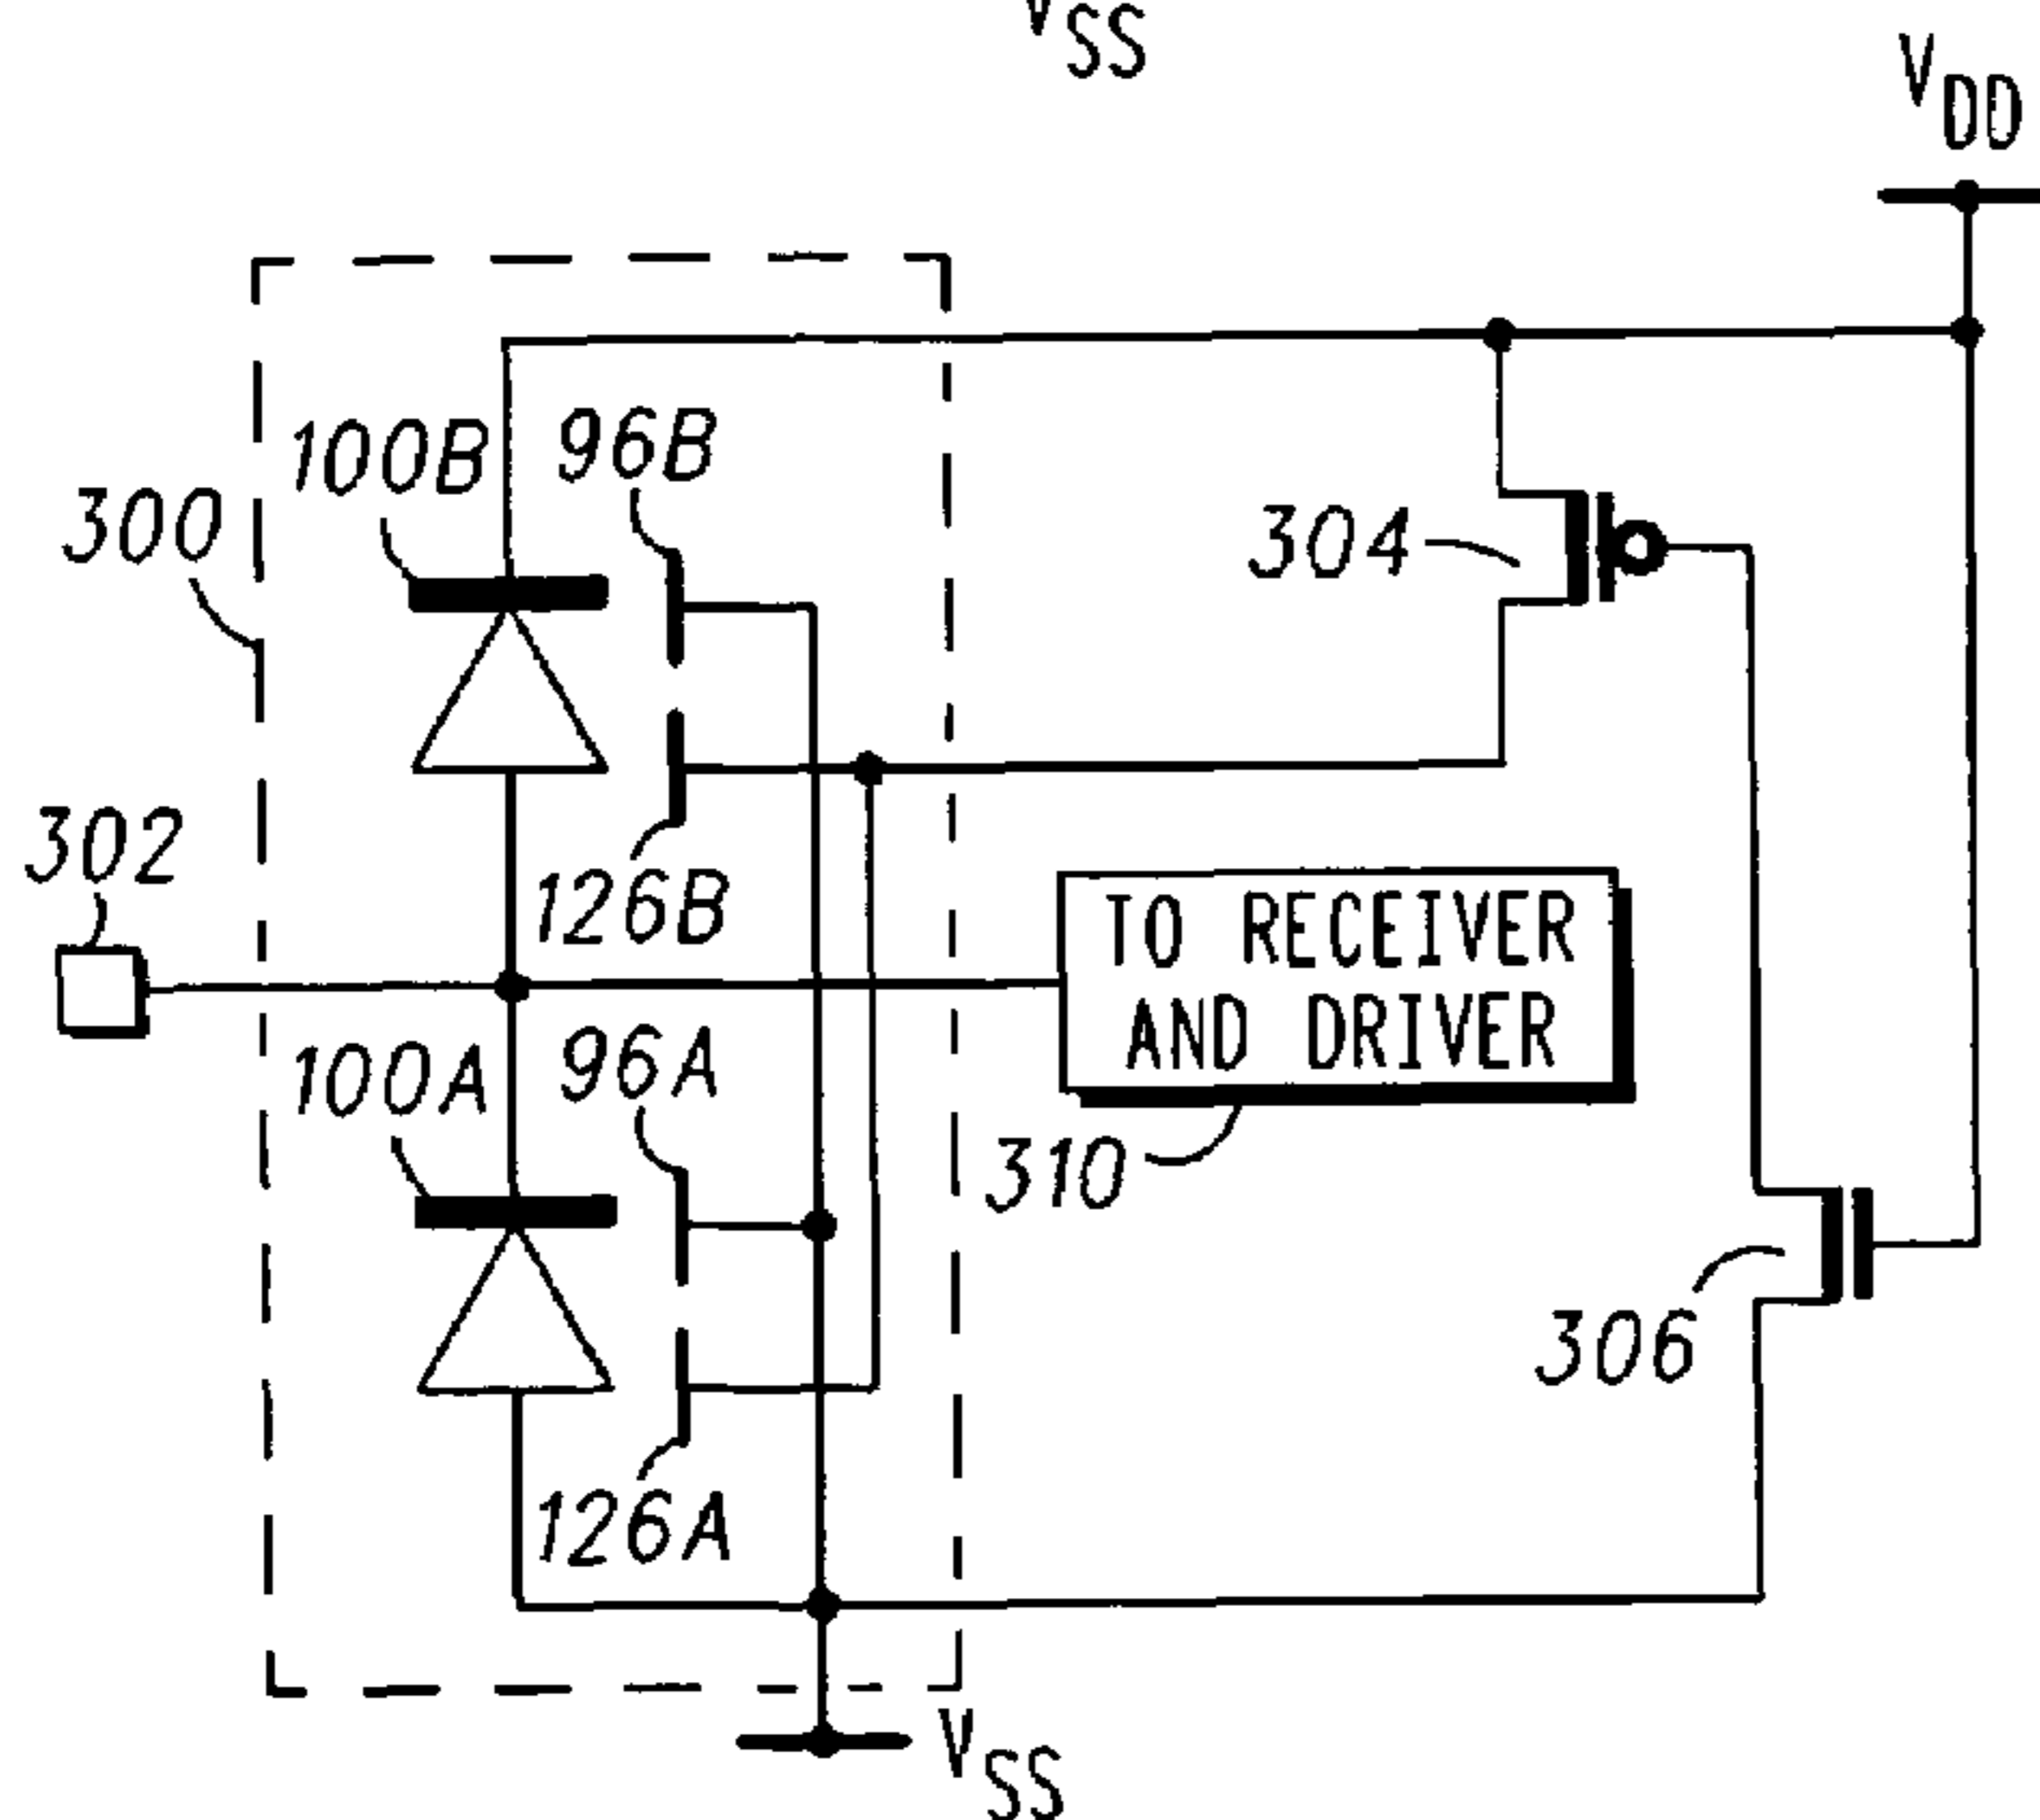 VSS
VDD
100B
96B
300
304
302
126B
TO RECEIVER
AND DRIVER
100A
96A
310
306
126A
VSS